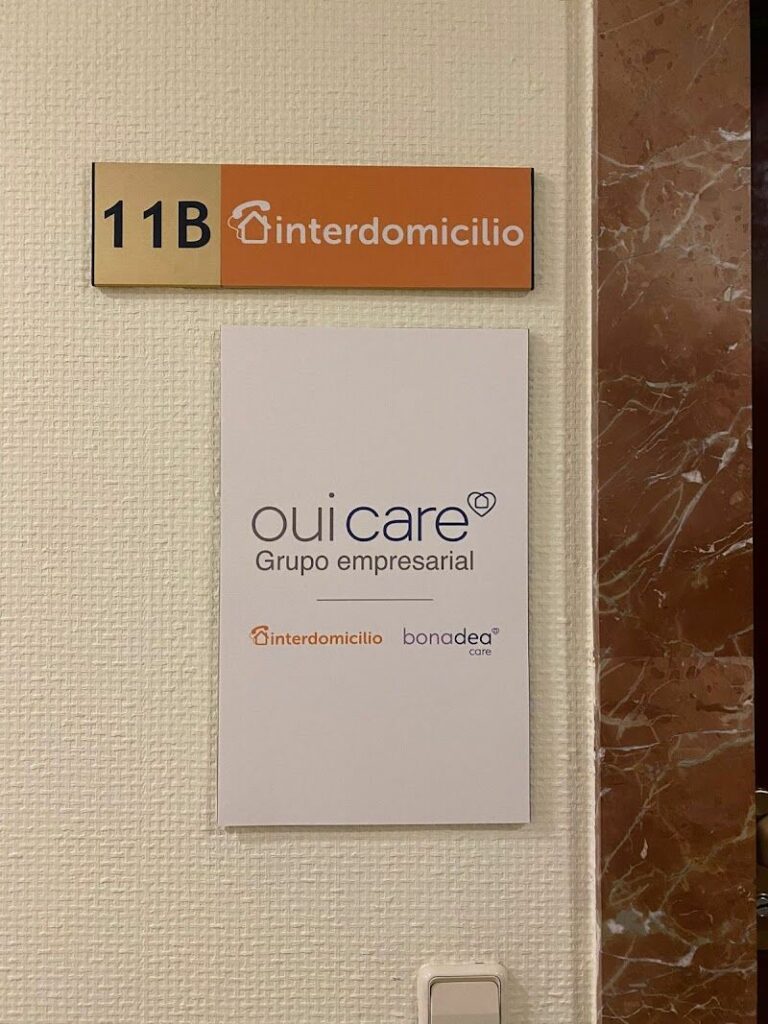 11B interdomicilio
oui care
Grupo empresarial
interdomicilio bonadea
care